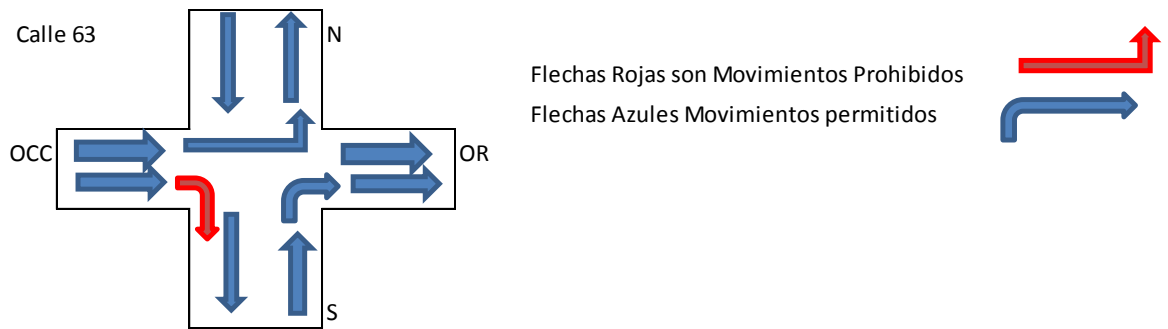 Calle 63
N
Flechas Rojas son Movimientos Prohibidos
Flechas Azules Movimientos permitidos
OCC
OR
S